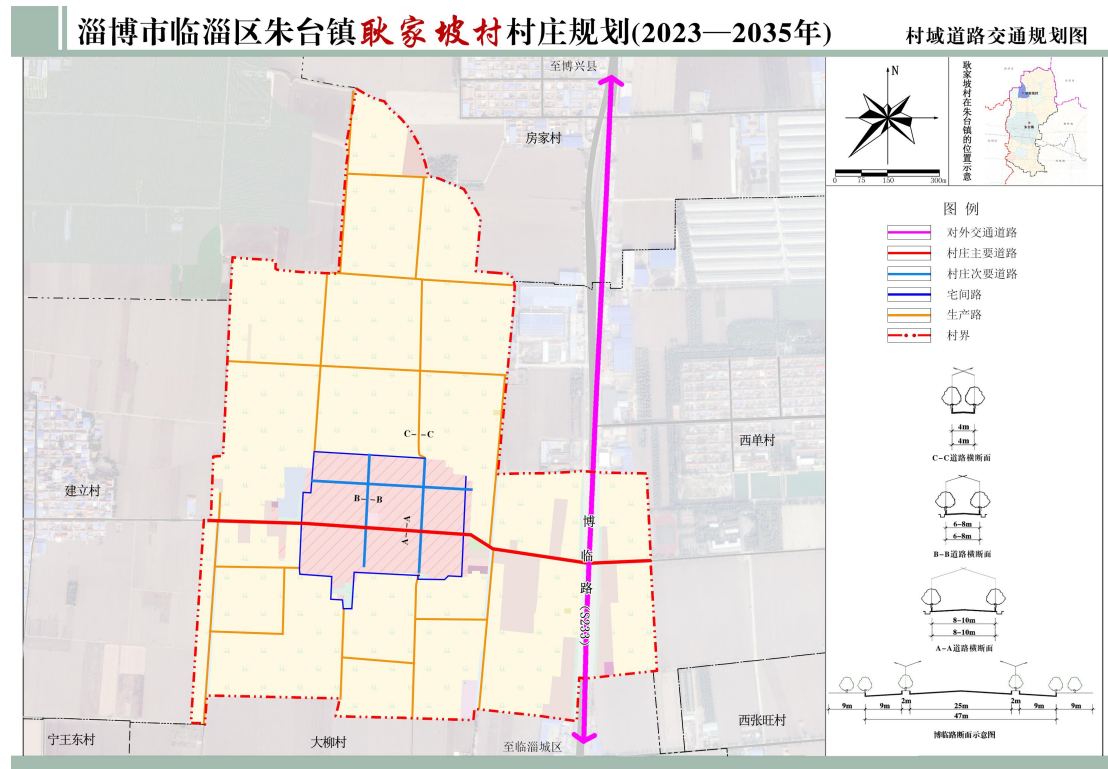 淄博市临淄区朱台镇耿家坡村村庄规划(2023—2035年)
村域道路交通规划图
至博兴县
房家村
西单村
建立村
C--C
B--B
A--A
博临路(S233)
宁王东村
大柳村
至临淄城区
西张旺村
N
0 75 150 300m
耿家坡村在朱台镇的位置示意
朱台镇
图 例
对外交通道路
村庄主要道路
村庄次要道路
宅间路
生产路
村界
4m
4m
C-C道路横断面
6-8m
6-8m
B-B道路横断面
8-10m
8-10m
A-A道路横断面
9m 9m 2m 25m 2m 9m 9m
47m
博临路断面示意图